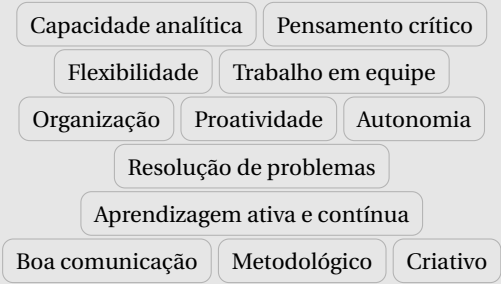 Capacidade analítica Pensamento crítico
Flexibilidade Trabalho em equipe
Organização Proatividade Autonomia
Resolução de problemas
Aprendizagem ativa e contínua
Boa comunicação Metodológico Criativo